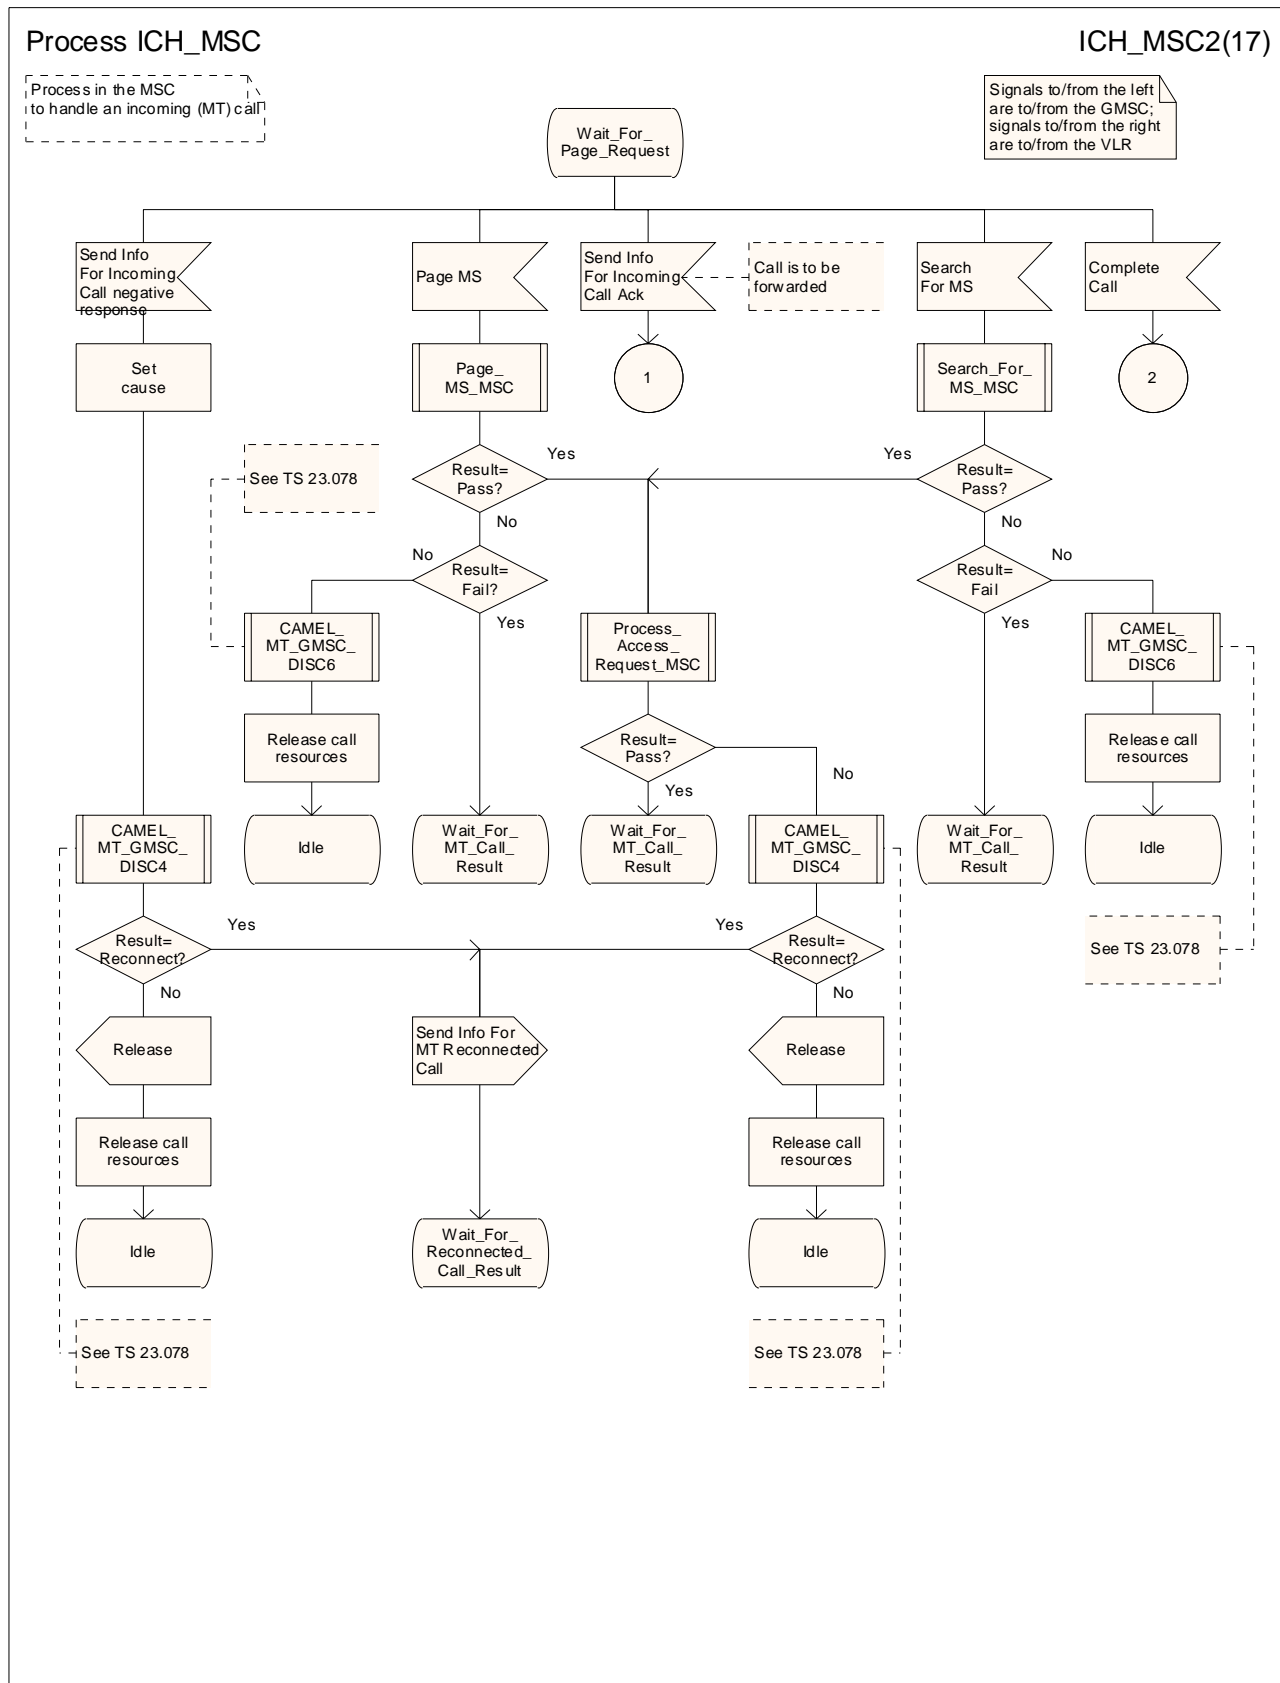 Process ICH_MSC
ICH_MSC2(17)
Process in the MSC
to handle an incoming (MT) call
Signals to/from the left
are to/from the GMSC;
signals to/from the right
are to/from the VLR
Wait_For_
Page_Request
Send Info
For Incoming
Call negative
response
Page MS
Send Info
For Incoming
Call Ack
Call is to be
forwarded
Search
For MS
Complete
Call
Set
cause
Page_
MS_MSC
1
Search_For_
MS_MSC
2
See TS 23.078
Result=
Pass?
Yes
No
Yes
Result=
Pass?
No
No
Result=
Fail?
Yes
Result=
Fail
No
Yes
CAMEL_
MT_GMSC_
DISC6
Process_
Access_
Request_MSC
CAMEL_
MT_GMSC_
DISC6
Release call
resources
Result=
Pass?
No
Yes
Release call
resources
CAMEL_
MT_GMSC_
DISC4
Idle
Wait_For_
MT_Call_
Result
Wait_For_
MT_Call_
Result
CAMEL_
MT_GMSC_
DISC4
Wait_For_
MT_Call_
Result
Idle
Result=
Reconnect?
Yes
No
Yes
Result=
Reconnect?
No
See TS 23.078
Release
Send Info For
MT Reconnected
Call
Release
Release call
resources
Release call
resources
Idle
Wait_For_
Reconnected_
Call_Result
Idle
See TS 23.078
See TS 23.078